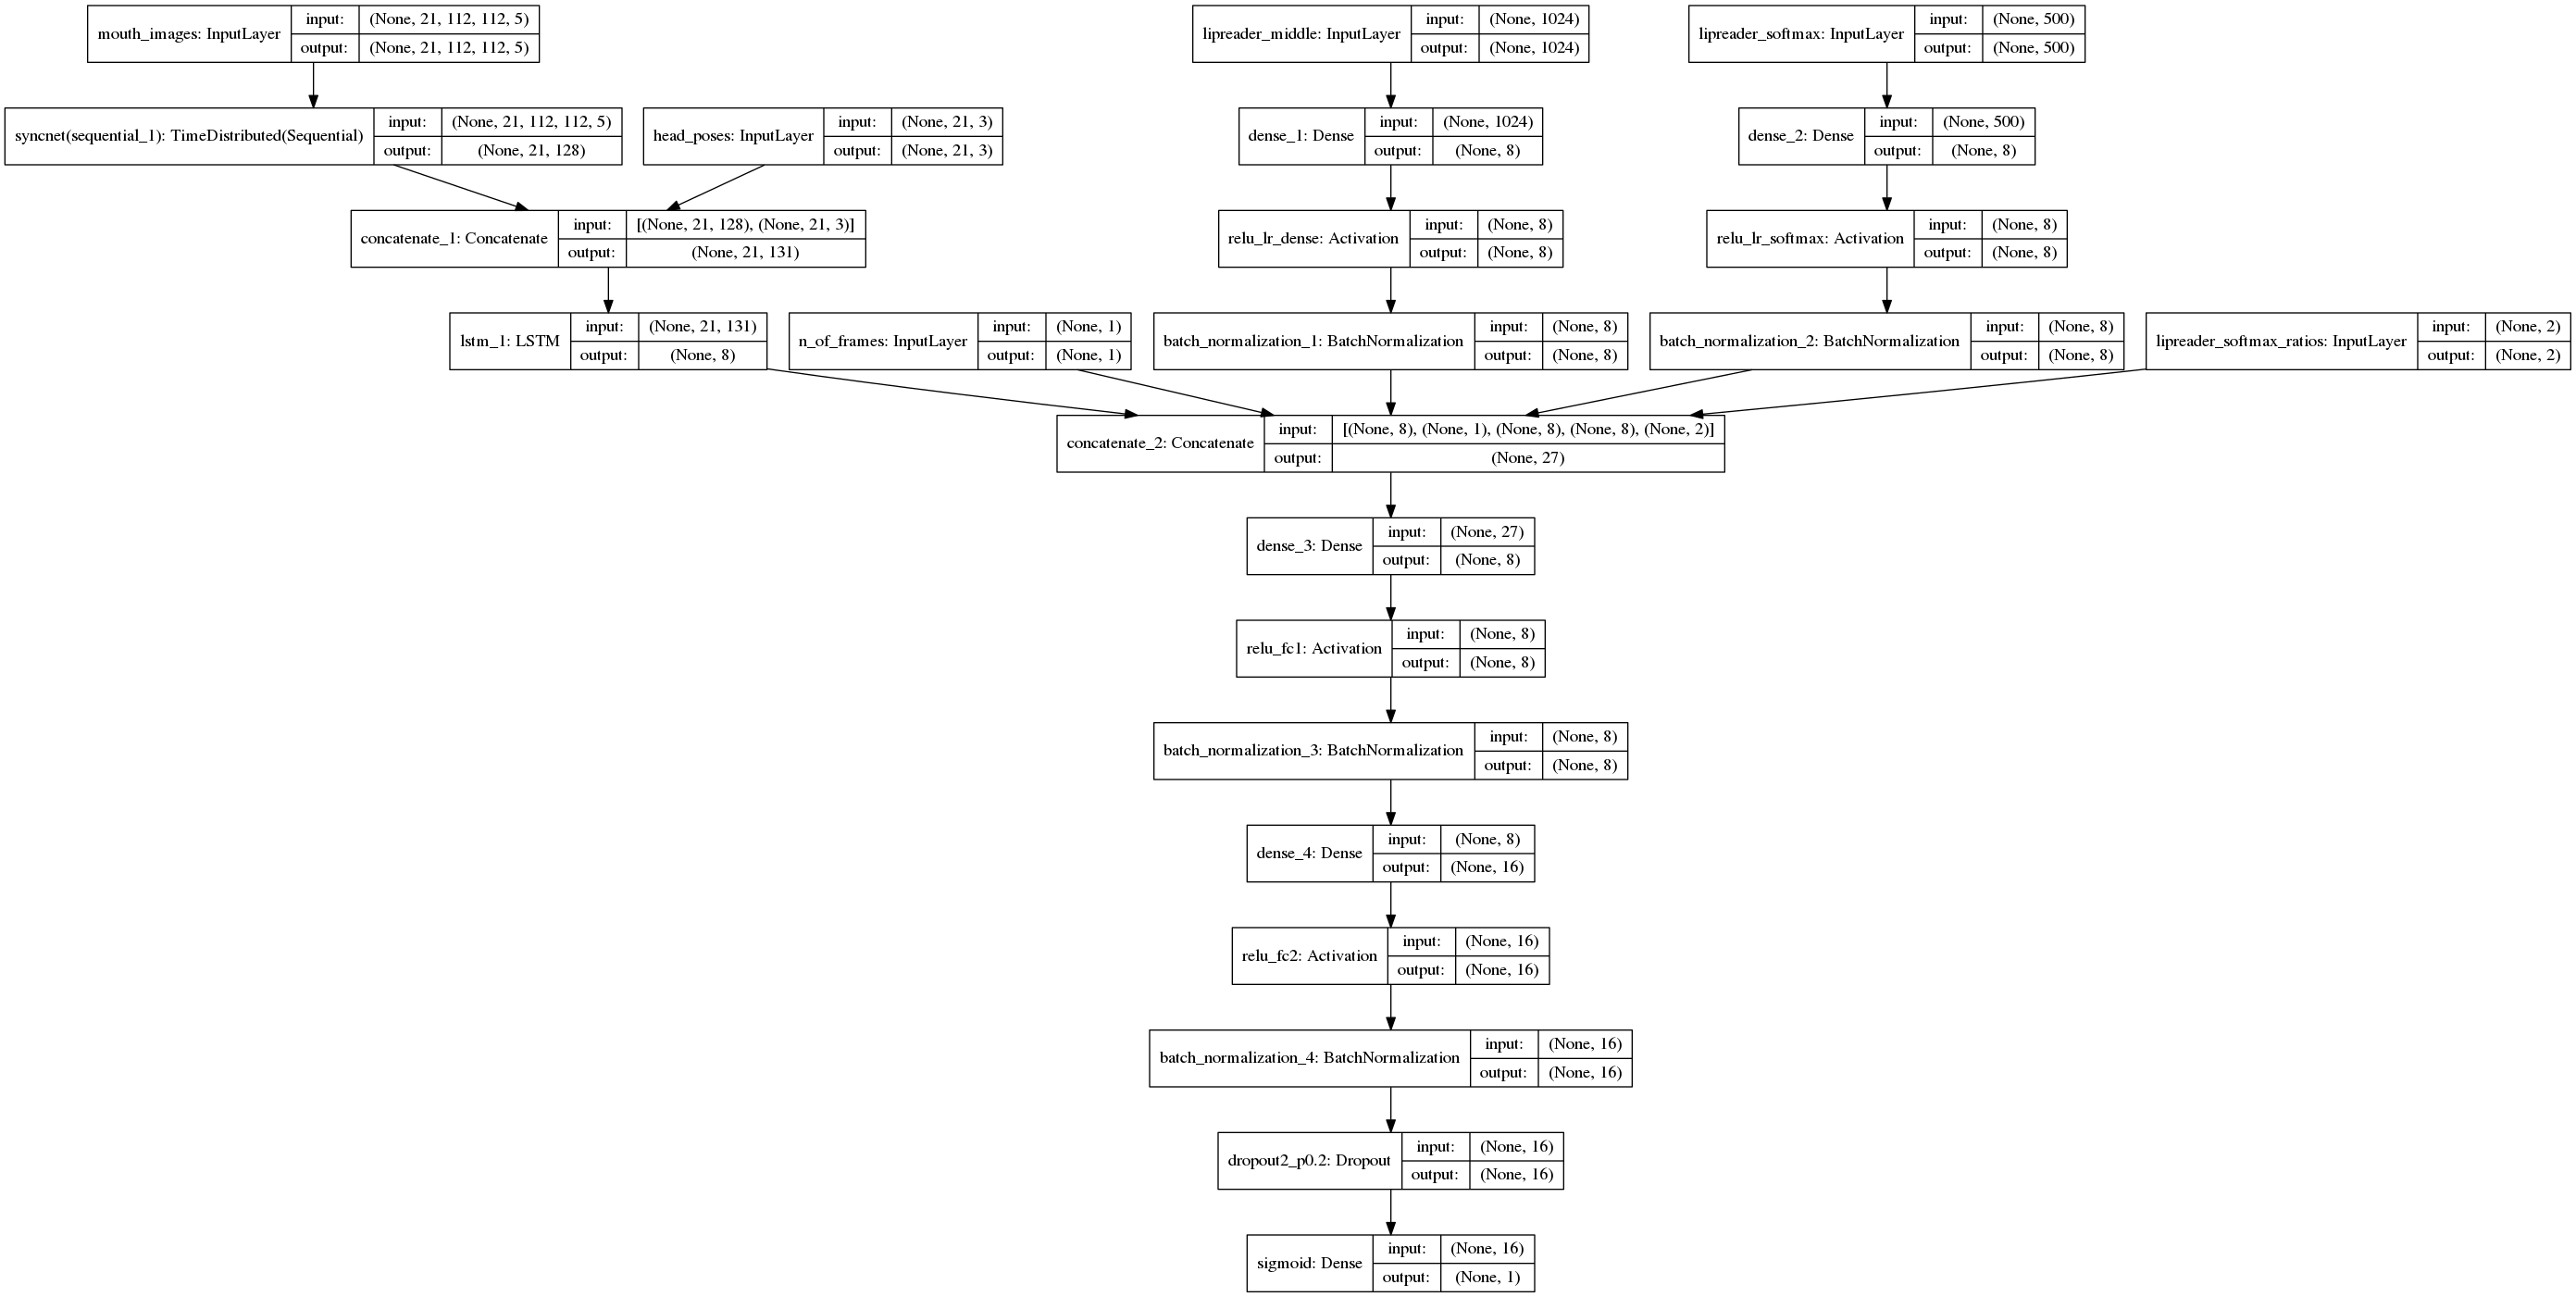 mouth_images: InputLayer
input: (None, 21, 112, 112, 5)
output: (None, 21, 112, 112, 5)
lipreader_middle: InputLayer
input: (None, 1024)
output: (None, 1024)
lipreader_softmax: InputLayer
input: (None, 500)
output: (None, 500)
syncnet(sequential_1): TimeDistributed(Sequential)
input: (None, 21, 112, 112, 5)
output: (None, 21, 128)
head_poses: InputLayer
input: (None, 21, 3)
output: (None, 21, 3)
dense_1: Dense
input: (None, 1024)
output: (None, 8)
dense_2: Dense
input: (None, 500)
output: (None, 8)
concatenate_1: Concatenate
input: [(None, 21, 128), (None, 21, 3)]
output: (None, 21, 131)
relu_lr_dense: Activation
input: (None, 8)
output: (None, 8)
relu_lr_softmax: Activation
input: (None, 8)
output: (None, 8)
lstm_1: LSTM
input: (None, 21, 131)
output: (None, 8)
n_of_frames: InputLayer
input: (None, 1)
output: (None, 1)
batch_normalization_1: BatchNormalization
input: (None, 8)
output: (None, 8)
batch_normalization_2: BatchNormalization
input: (None, 8)
output: (None, 8)
lipreader_softmax_ratios: InputLayer
input: (None, 2)
output: (None, 2)
concatenate_2: Concatenate
input: [(None, 8), (None, 1), (None, 8), (None, 8), (None, 2)]
output: (None, 27)
dense_3: Dense
input: (None, 27)
output: (None, 8)
relu_fc1: Activation
input: (None, 8)
output: (None, 8)
batch_normalization_3: BatchNormalization
input: (None, 8)
output: (None, 8)
dense_4: Dense
input: (None, 8)
output: (None, 16)
relu_fc2: Activation
input: (None, 16)
output: (None, 16)
batch_normalization_4: BatchNormalization
input: (None, 16)
output: (None, 16)
dropout2_p0.2: Dropout
input: (None, 16)
output: (None, 16)
sigmoid: Dense
input: (None, 16)
output: (None, 1)